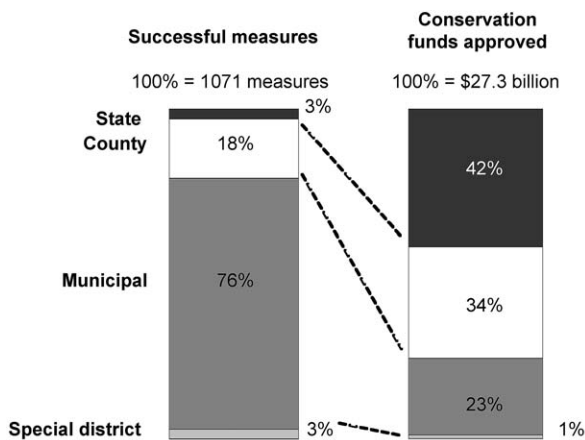 Successful measures
Conservation
funds approved
100% = 1071 measures
100% = $27.3 billion
State
3%
County
18%
42%
Municipal
76%
34%
23%
Special district
3%
1%